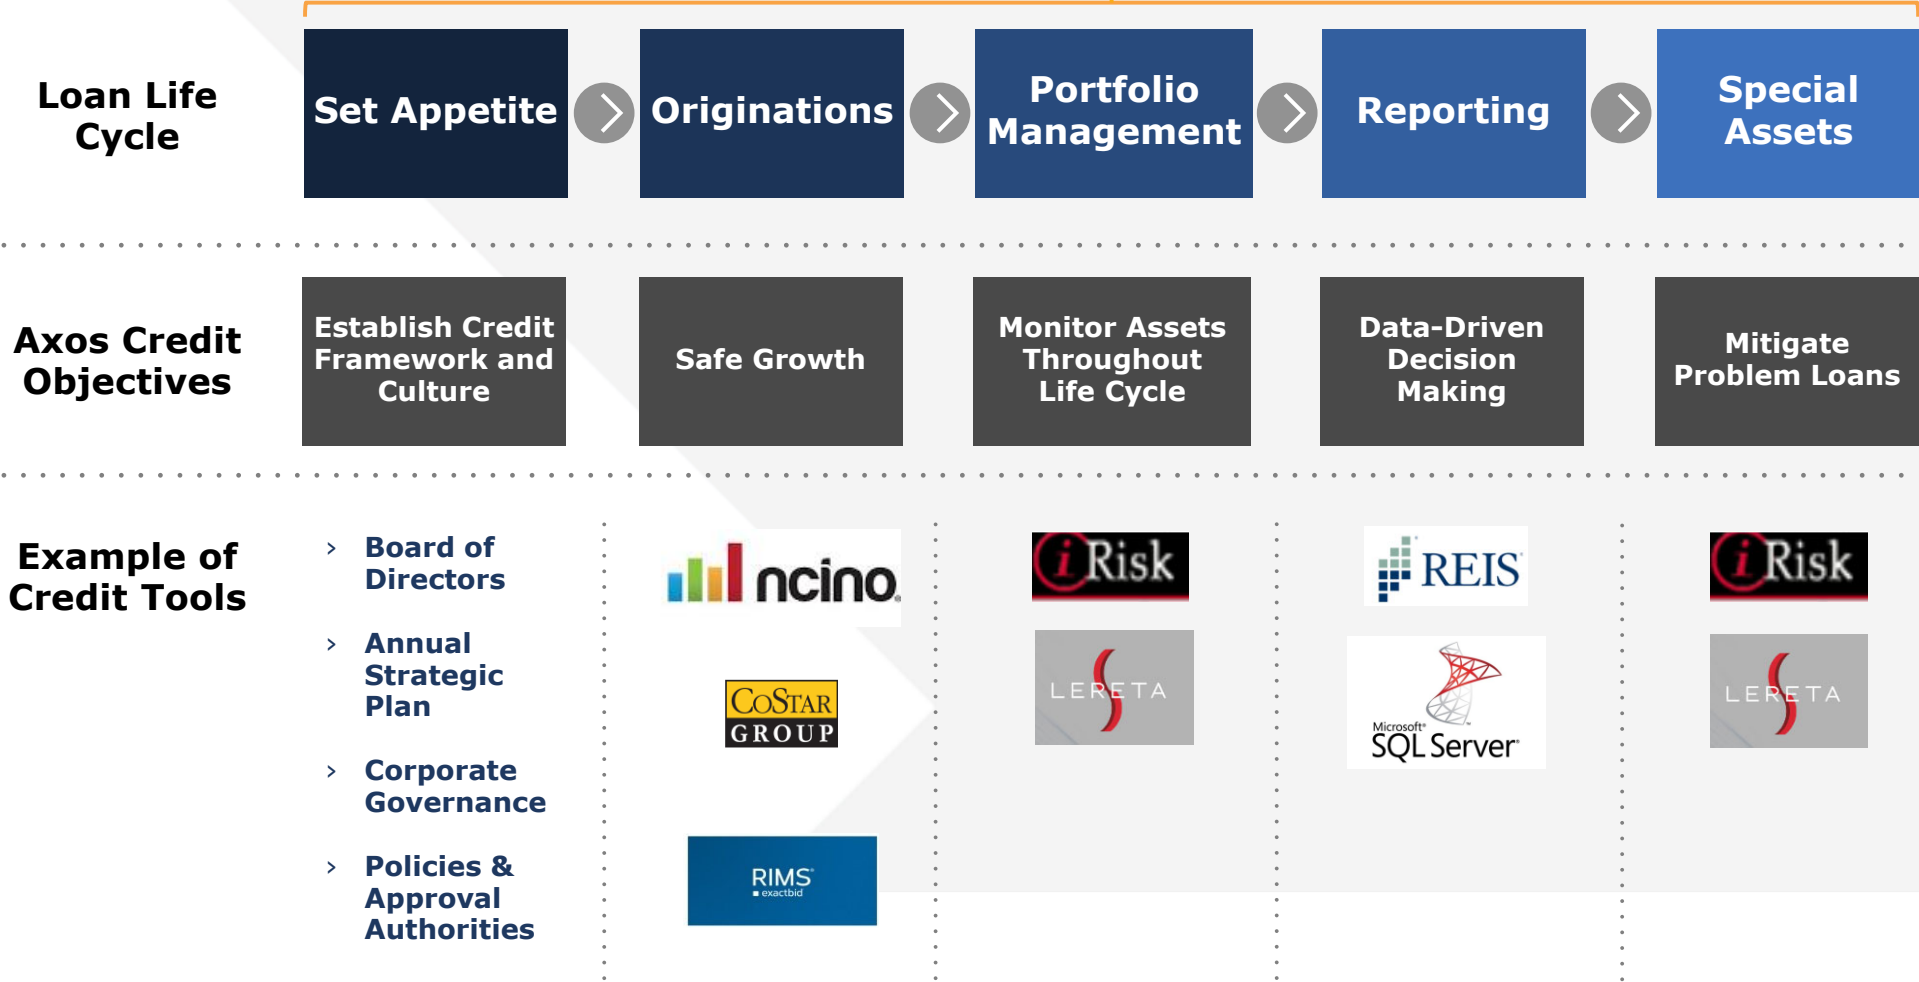 Loan Life
Cycle
Set Appetite
Originations
Portfolio
Management
Reporting
Special
Assets
Axos Credit
Objectives
Establish Credit
Framework and
Culture
Safe Growth
Monitor Assets
Throughout
Life Cycle
Data-Driven
Decision
Making
Mitigate
Problem Loans
Example of
Credit Tools
› Board of
Directors
› Annual
Strategic
Plan
› Corporate
Governance
› Policies &
Approval
Authorities
ncino.
COSTAR
GROUP
RIMS
exactbid
iRisk
LERETA
REIS
Microsoft®
SQL Server®
iRisk
LERETA